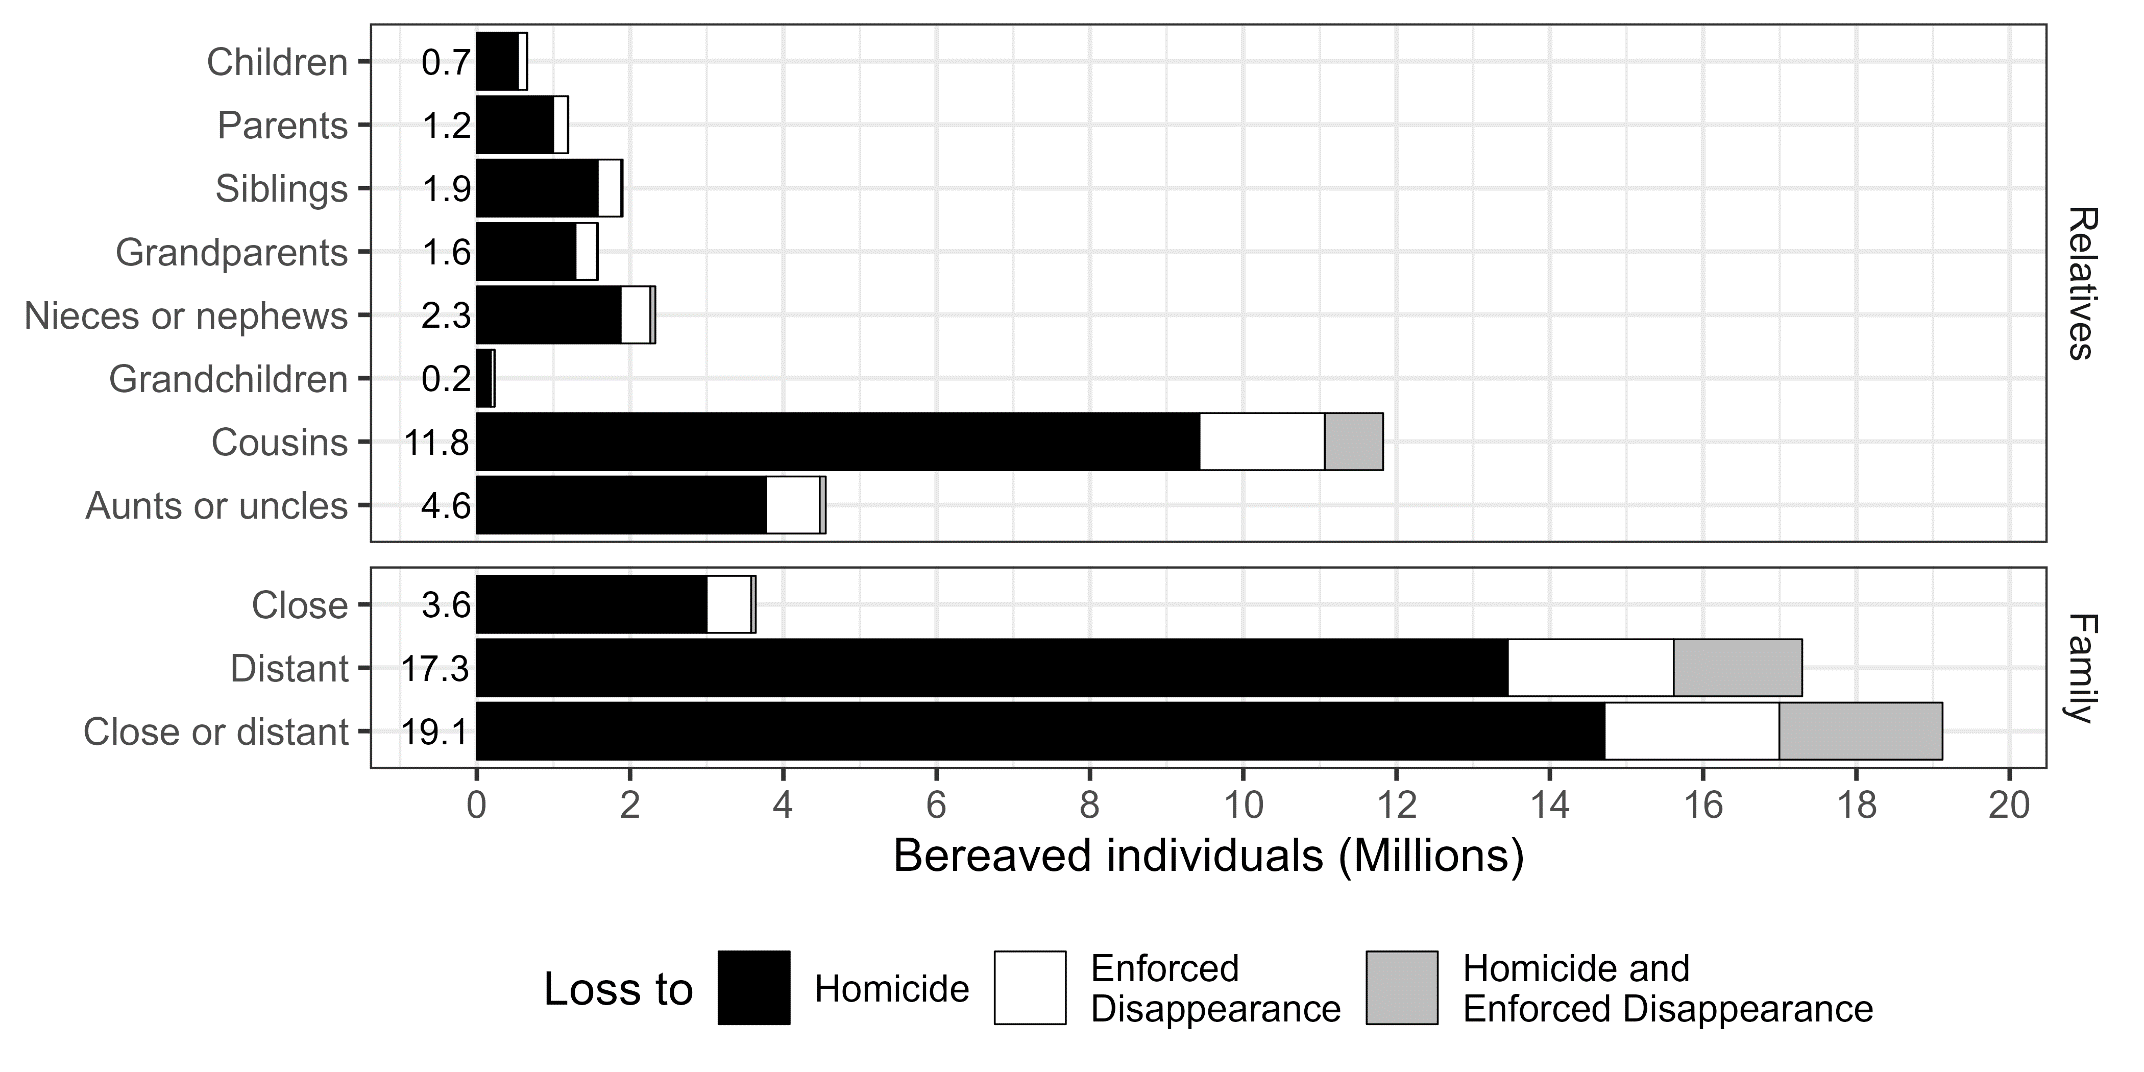 Children 0.7
Parents 1.2
Siblings 1.9
Grandparents 1.6
Nieces or nephews 2.3
Grandchildren 0.2
Cousins 11.8
Aunts or uncles 4.6
Relatives
Close 3.6
Distant 17.3
Close or distant 19.1
Family
0 2 4 6 8 10 12 14 16 18 20
Bereaved individuals (Millions)
Loss to
Homicide
Enforced
Disappearance
Homicide and
Enforced Disappearance